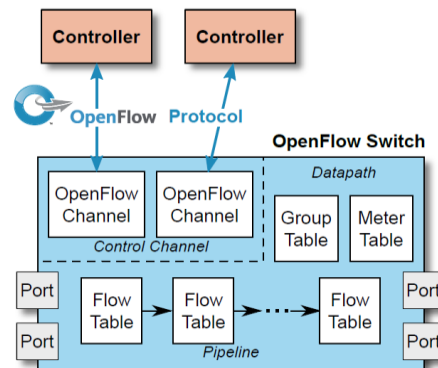 Controller Controller
OpenFlow Protocol
OpenFlow Switch
Datapath
OpenFlow OpenFlow
Channel Channel
Control Channel
Group Meter
Table Table
Port Port
Flow Flow Flow
Table Table ... Table
Port Port
Pipeline